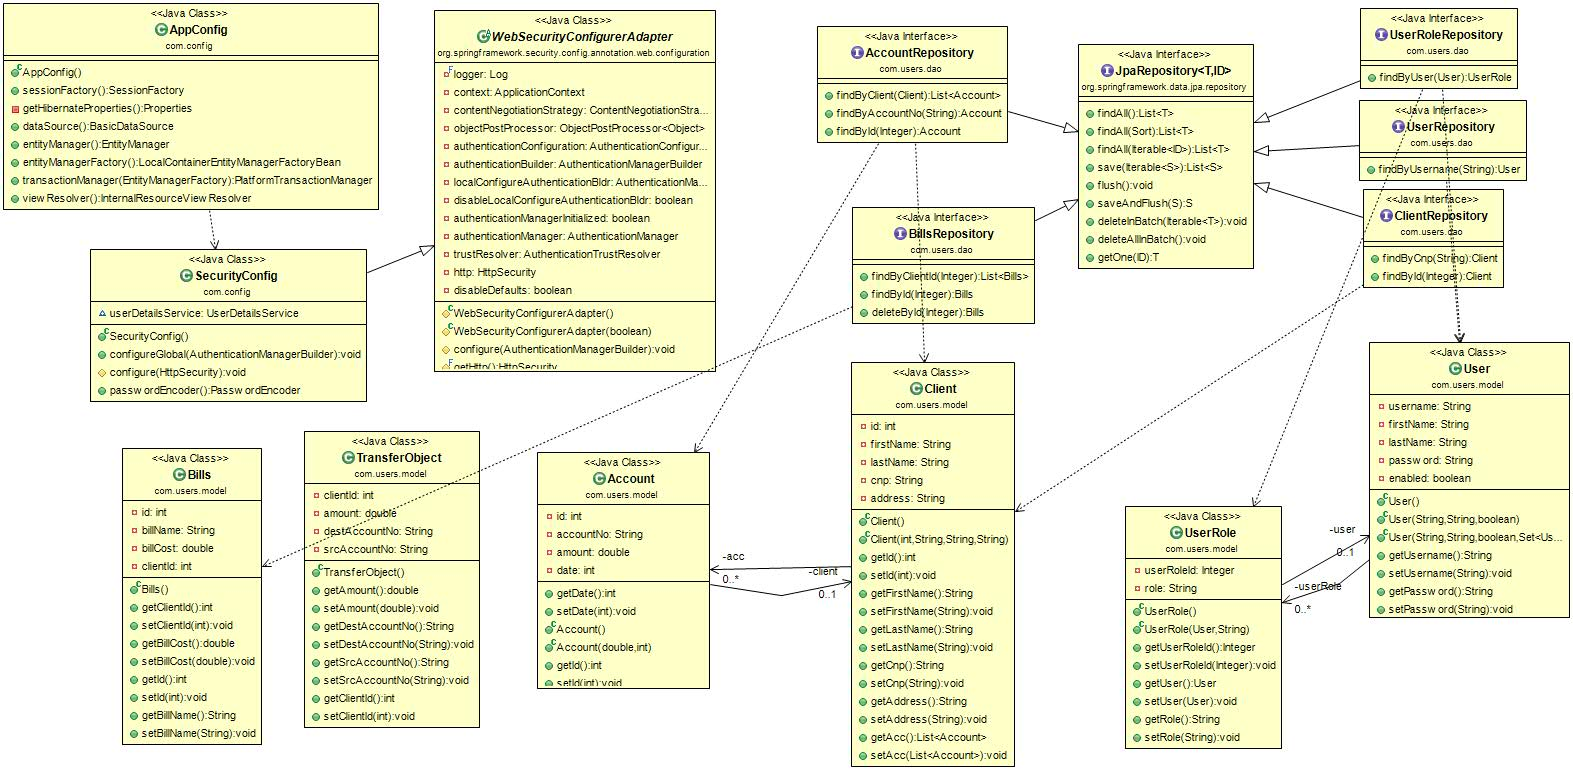 <<Java Class>>
AppConfig
com.config
AppConfig()
sessionFactory():SessionFactory
getHibernateProperties():Properties
dataSource():BasicDataSource
entityManager():EntityManager
entityManagerFactory():LocalContainerEntityManagerFactoryBean
transactionManager(EntityManagerFactory):PlatformTransactionManager
viewResolver():InternalResourceViewResolver
<<Java Class>>
SecurityConfig
com.config
userDetailsService: UserDetailsService
SecurityConfig()
configureGlobal(AuthenticationManagerBuilder):void
configure(HttpSecurity):void
passwordEncoder():PasswordEncoder
<<Java Class>>
WebSecurityConfigurerAdapter
org.springframework.security.config.annotation.web.configuration
logger: Log
context: ApplicationContext
contentNegotiationStrategy: ContentNegotiationStra...
objectPostProcessor: ObjectPostProcessor<Object>
authenticationConfiguration: AuthenticationConfigur...
authenticationBuilder: AuthenticationManagerBuilder
localConfigureAuthenticationBldr: AuthenticationMa...
disableLocalConfigureAuthenticationBldr: boolean
authenticationManagerInitialized: boolean
authenticationManager: AuthenticationManager
trustResolver: AuthenticationTrustResolver
http: HttpSecurity
disableDefaults: boolean
WebSecurityConfigurerAdapter()
WebSecurityConfigurerAdapter(boolean)
configure(AuthenticationManagerBuilder):void
getHttp():HttpSecurity
<<Java Interface>>
AccountRepository
com.users.dao
findByClient(Client):List<Account>
findByAccountNo(String):Account
findById(Integer):Account
<<Java Interface>>
BillsRepository
com.users.dao
findByClientId(Integer):List<Bills>
findById(Integer):Bills
deleteById(Integer):Bills
<<Java Interface>>
JpaRepository<T,ID>
org.springframework.data.jpa.repository
findAll():List<T>
findAll(Sort):List<T>
findAll(Iterable<ID>):List<T>
save(Iterable<S>):List<S>
flush():void
saveAndFlush(S):S
deleteInBatch(Iterable<T>):void
deleteAllInBatch():void
getOne(ID):T
<<Java Interface>>
UserRoleRepository
com.users.dao
findByUser(User):UserRole
<<Java Interface>>
UserRepository
com.users.dao
findByUsername(String):User
<<Java Interface>>
ClientRepository
com.users.dao
findByCnp(String):Client
findById(Integer):Client
<<Java Class>>
Bills
com.users.model
id: int
billName: String
billCost: double
clientId: int
Bills()
getClientId():int
setClientId(int):void
getBillCost():double
setBillCost(double):void
getId():int
setId(int):void
getBillName():String
setBillName(String):void
<<Java Class>>
TransferObject
com.users.model
clientId: int
amount: double
destAccountNo: String
srcAccountNo: String
TransferObject()
getAmount():double
setAmount(double):void
getDestAccountNo():String
setDestAccountNo(String):void
getSrcAccountNo():String
setSrcAccountNo(String):void
getClientId():int
setClientId(int):void
<<Java Class>>
Account
com.users.model
id: int
accountNo: String
amount: double
date: int
getDate():int
setDate(int):void
Account()
Account(double,int)
getId():int
setId(int):void
-acc
0..*
-client
0..1
<<Java Class>>
Client
com.users.model
id: int
firstName: String
lastName: String
cnp: String
address: String
Client()
Client(int,String,String,String)
getId():int
setId(int):void
getFirstName():String
setFirstName(String):void
getLastName():String
setLastName(String):void
getCnp():String
setCnp(String):void
getAddress():String
setAddress(String):void
getAcc():List<Account>
setAcc(List<Account>):void
<<Java Class>>
UserRole
com.users.model
userRoleId: Integer
role: String
UserRole()
UserRole(User,String)
getUserRoleId():Integer
setUserRoleId(Integer):void
getUser():User
setUser(User):void
getRole():String
setRole(String):void
-user
0..1
-userRole
0..*
<<Java Class>>
User
com.users.model
username: String
firstName: String
lastName: String
password: String
enabled: boolean
User()
User(String,String,boolean)
User(String,String,boolean,Set<Us...
getUsername():String
setUsername(String):void
getPassword():String
setPassword(String):void